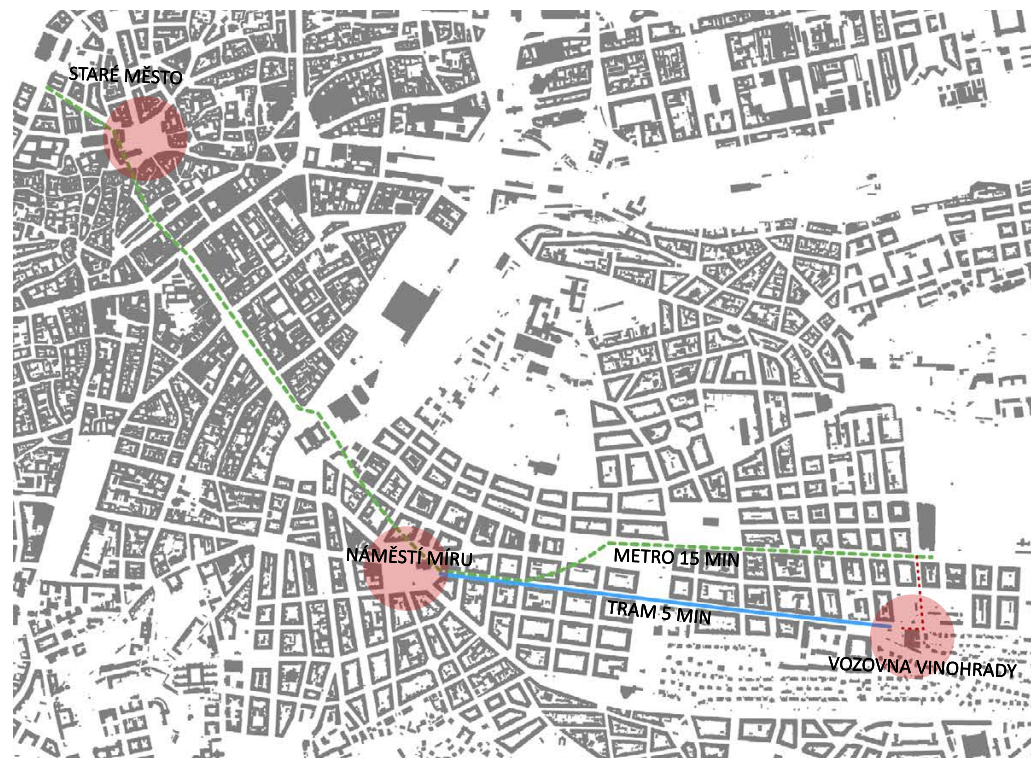 STARÉ MĚSTO
NÁMĚSTÍ MÍRU
METRO 15 MIN
TRAM 5 MIN
VOZOVNA VINOHRADY